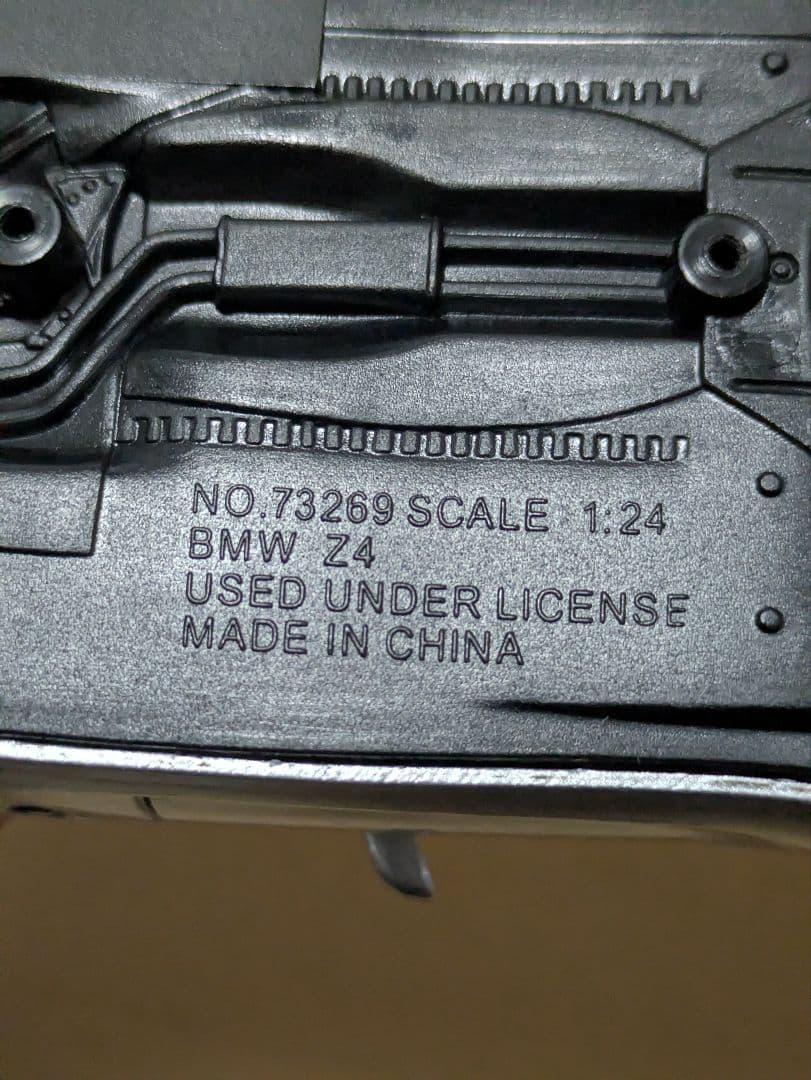 NO.73269 SCALE 1:24
BMW Z4
USED UNDER LICENSE
MADE IN CHINA